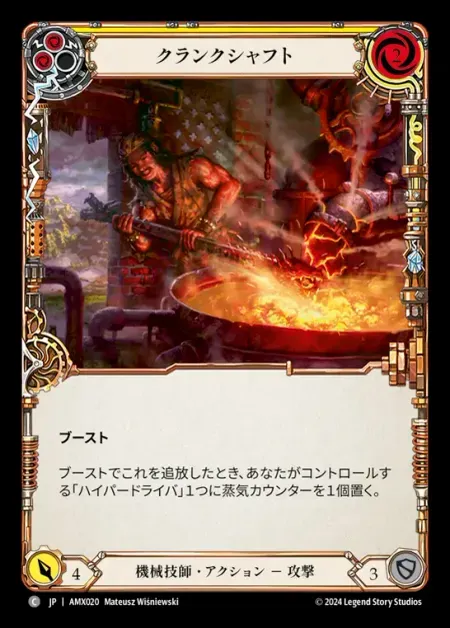 クランクシャフト
2
ブースト
ブーストでこれを追放したとき、あなたがコントロールす
る「ハイパードライバ」1つに蒸気カウンターを1個置く。
4
機械技師・アクション － 攻撃
3
C JP | AMX020 Mateusz Wiśniewski
© 2024 Legend Story Studios